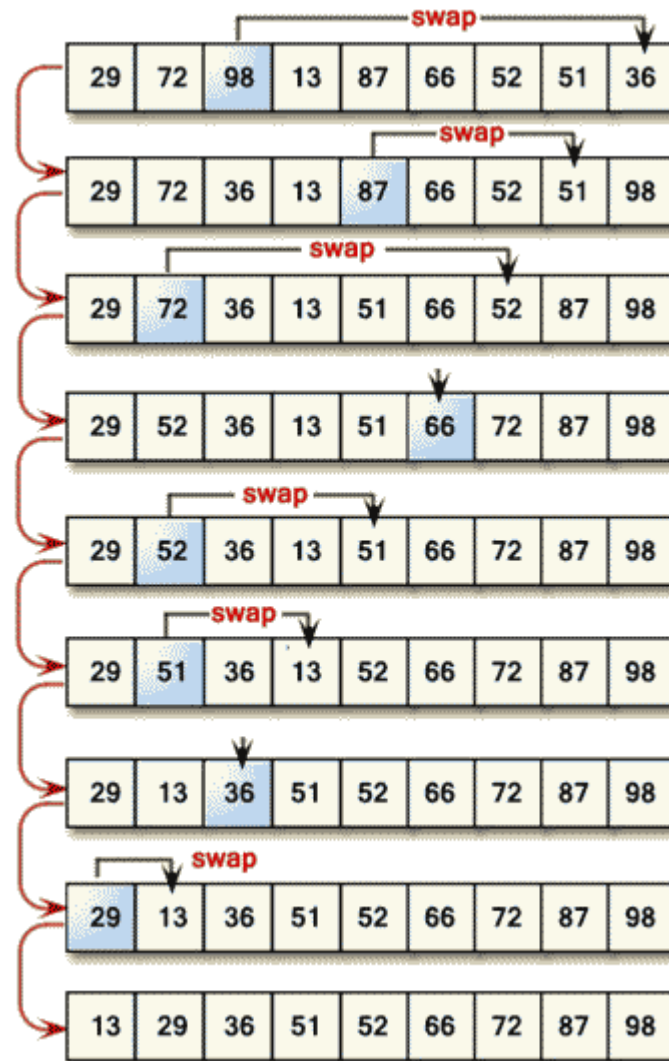 swap
29 72 98 13 87 66 52 51 36
swap
29 72 36 13 87 66 52 51 98
swap
29 72 36 13 51 66 52 87 98
29 52 36 13 51 66 72 87 98
swap
29 52 36 13 51 66 72 87 98
swap
29 51 36 13 52 66 72 87 98
29 13 36 51 52 66 72 87 98
swap
29 13 36 51 52 66 72 87 98
13 29 36 51 52 66 72 87 98